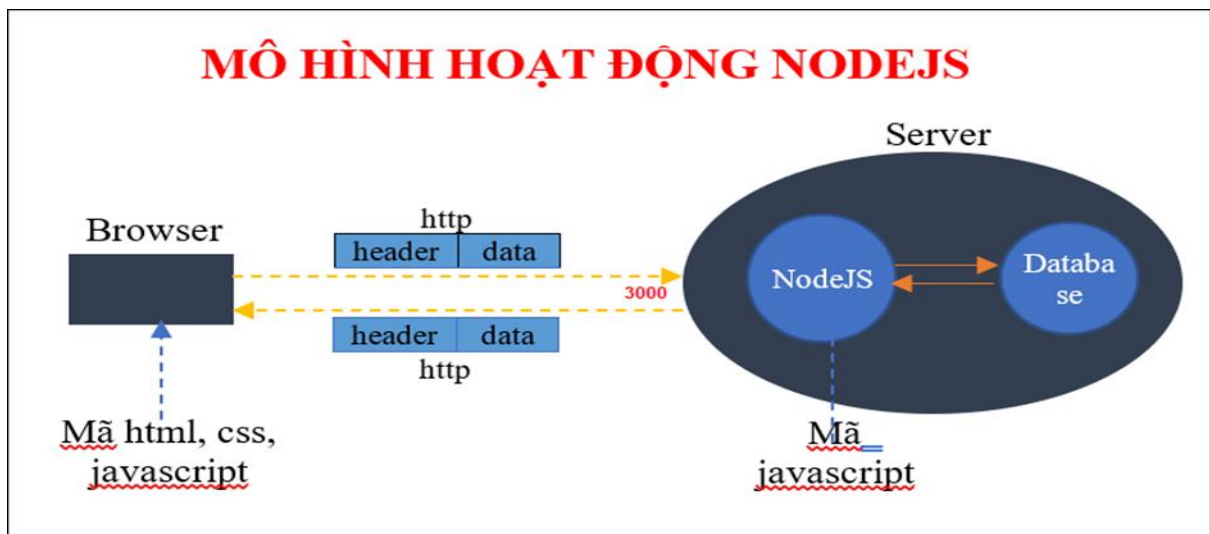 MÔ HÌNH HOẠT ĐỘNG NODEJS
Server
Browser
http
header data
3000
header data
http
NodeJS
Databa
se
Mã html, css,
javascript
Mã
javascript